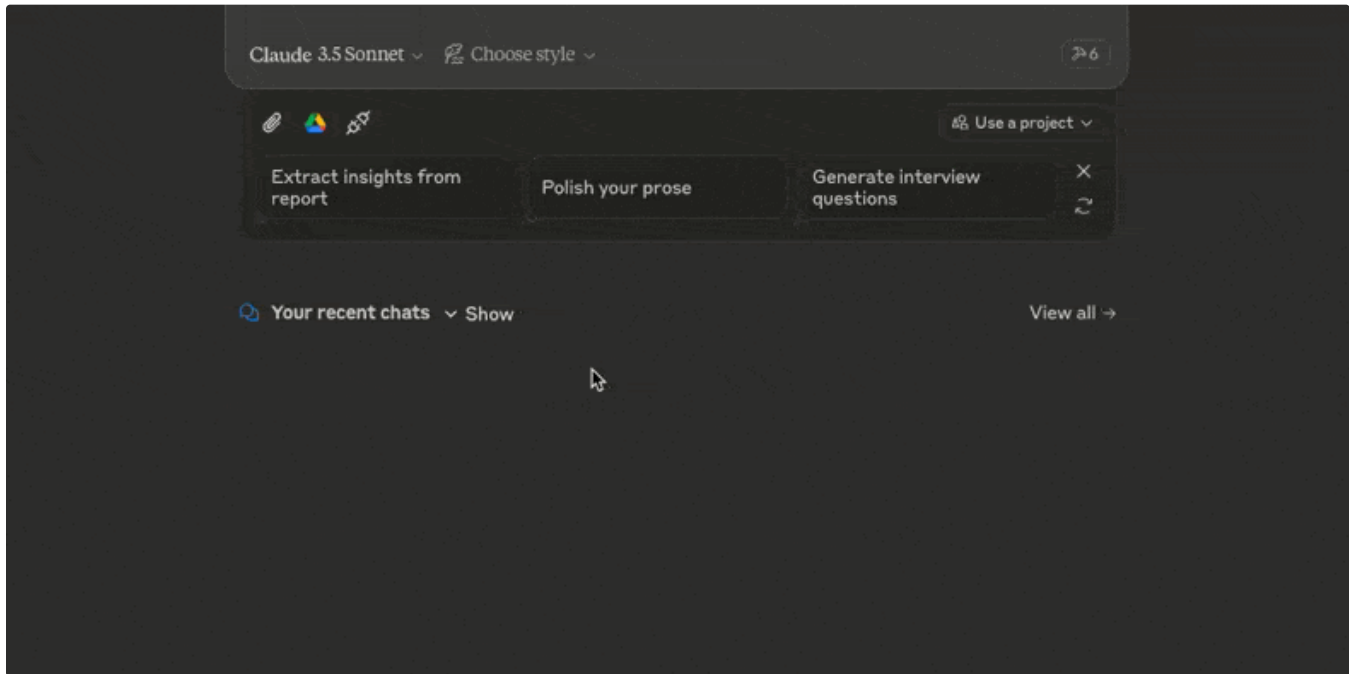 Claude 3.5 Sonnet
Choose style
6
Use a project
Extract insights from
report
Polish your prose
Generate interview
questions
Your recent chats
Show
View all →